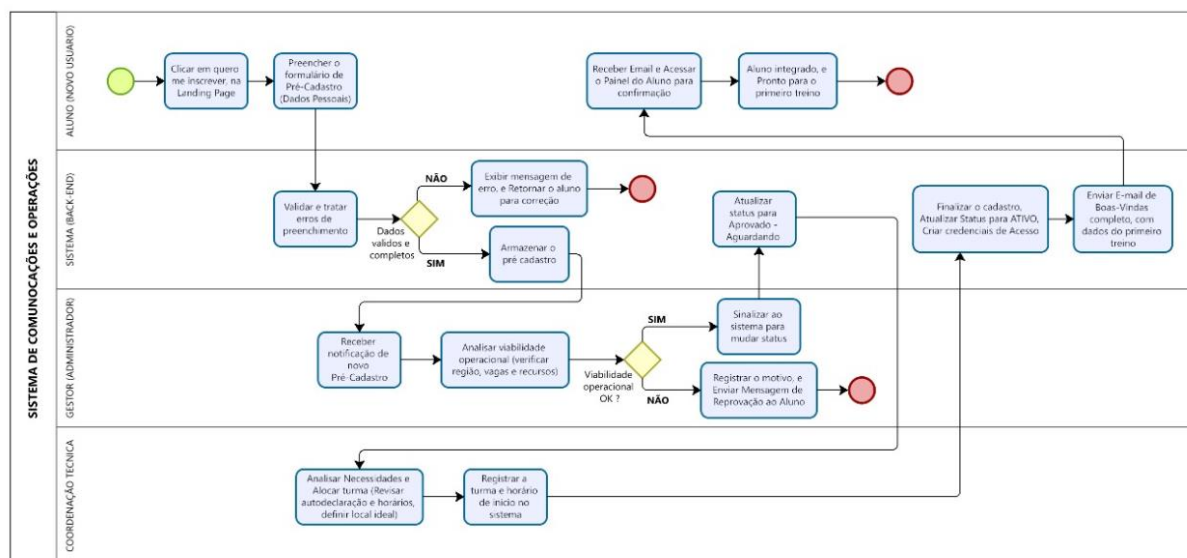 SISTEMA DE COMUNOCAÇÕES E OPERAÇÕES
ALUNO (NOVO USUARIO)
Clicar em quero
me inscrever, na
Landing Page
Preencher o
formulário de
Pré-Cadastro
(Dados Pessoais)
Receber Email e Acessar
o Painel do Aluno para
confirmação
Aluno integrado, e
Pronto para o
primeiro treino
SISTEMA (BACK-END)
Validar e tratar
erros de
preenchimento
Dados
validos e
completos
NÃO
Exibir mensagem de
erro, e Retornar o aluno
para correção
SIM
Armazenar o
pré cadastro
Atualizar
status para
Aprovado -
Aguardando
Finalizar o cadastro,
Atualizar Status para ATIVO,
Criar credenciais de Acesso
Enviar E-mail de
Boas-Vindas
completo, com
dados do primeiro
treino
GESTOR (ADMINISTRADOR)
Receber
notificação de
novo
Pré-Cadastro
Analisar viabilidade
operacional (verificar
região, vagas e recursos)
Viabilidade
operacional
OK ?
SIM
Sinalizar ao
sistema para
mudar status
NÃO
Registrar o motivo, e
Enviar Mensagem de
Reprovação ao Aluno
COORDENAÇÃO TECNICA
Analisar Necessidades e
Alocar turma (Revisar
autodeclaração e horários,
definir local ideal)
Registrar a
turma e horário
de início no
sistema